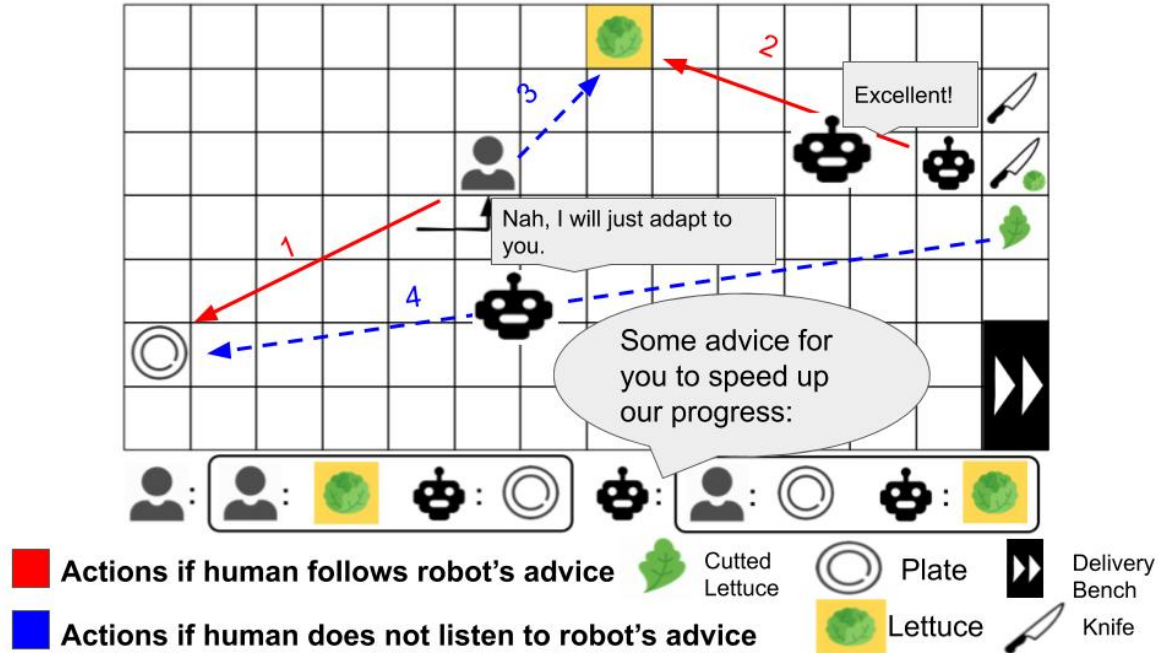 2
Excellent!
3
Nah, I will just adapt to
you.
1
4
Some advice for
you to speed up
our progress:
: : : : : :
Actions if human follows robot's advice
Cutted
Lettuce
Plate
Delivery
Bench
Actions if human does not listen to robot's advice
Lettuce
Knife